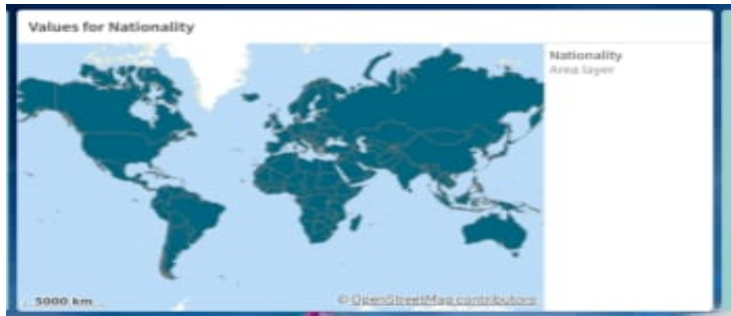 Values for Nationality
Nationality
Area layer
5000 km
© OpenStreetMap contributors